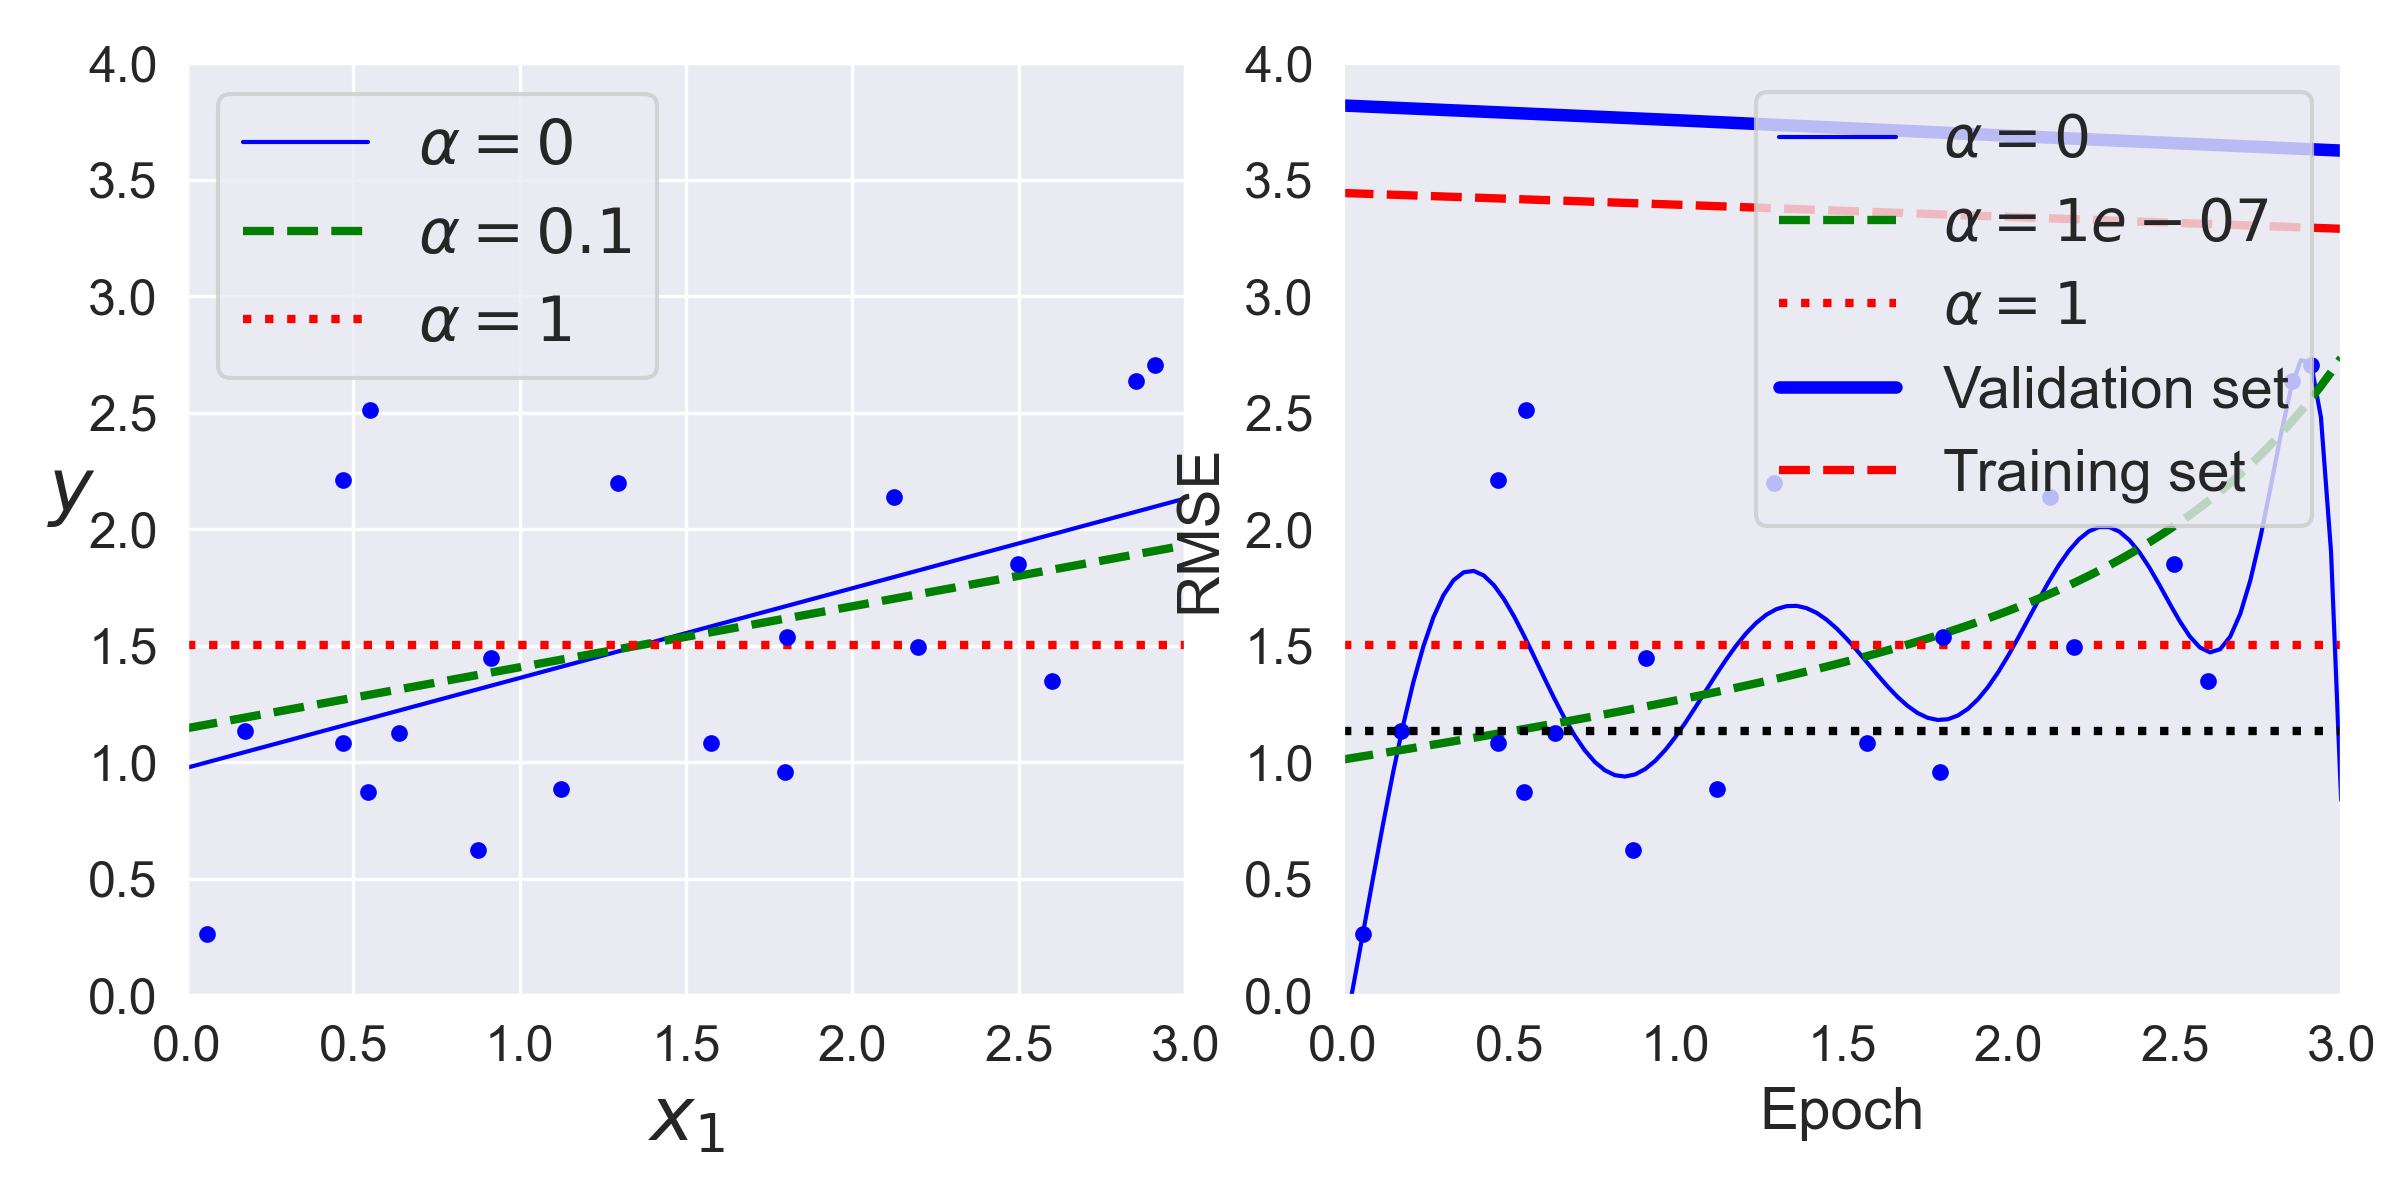 4.0
3.5
3.0
2.5
2.0
1.5
1.0
0.5
0.0
y
0.0 0.5 1.0 1.5 2.0 2.5 3.0
x₁
α = 0
α = 0.1
α = 1
4.0
3.5
3.0
2.5
2.0
1.5
1.0
0.5
0.0
RMSE
0.0 0.5 1.0 1.5 2.0 2.5 3.0
Epoch
α = 0
α = 1e − 07
α = 1
Validation set
Training set